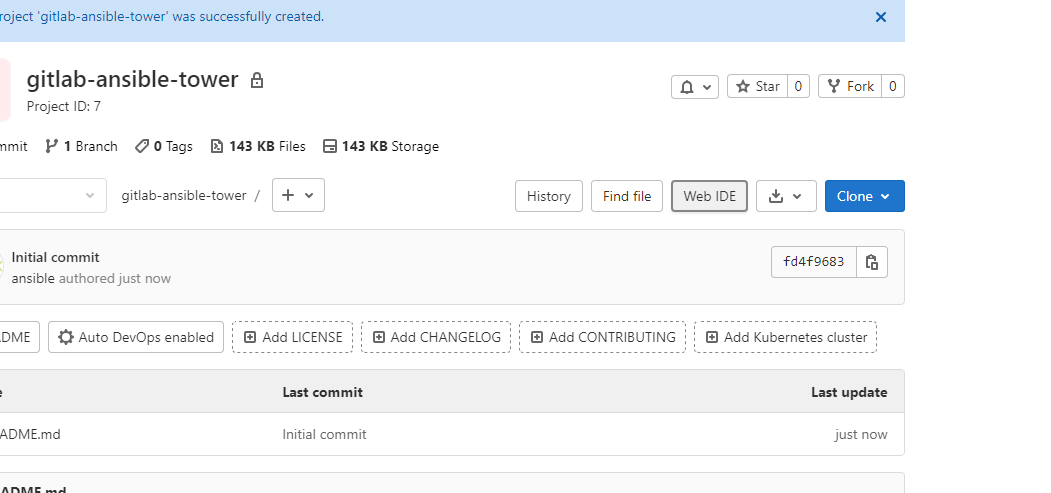 roject 'gitlab-ansible-tower' was successfully created.
gitlab-ansible-tower
Project ID: 7
Star 0
Fork 0
mmit 1 Branch 0 Tags 143 KB Files 143 KB Storage
gitlab-ansible-tower / History Find file Web IDE Clone
Initial commit
fd4f9683
ansible authored just now
DME Auto DevOps enabled Add LICENSE Add CHANGELOG Add CONTRIBUTING Add Kubernetes cluster
e Last commit Last update
ADME.md Initial commit just now
ADME.md